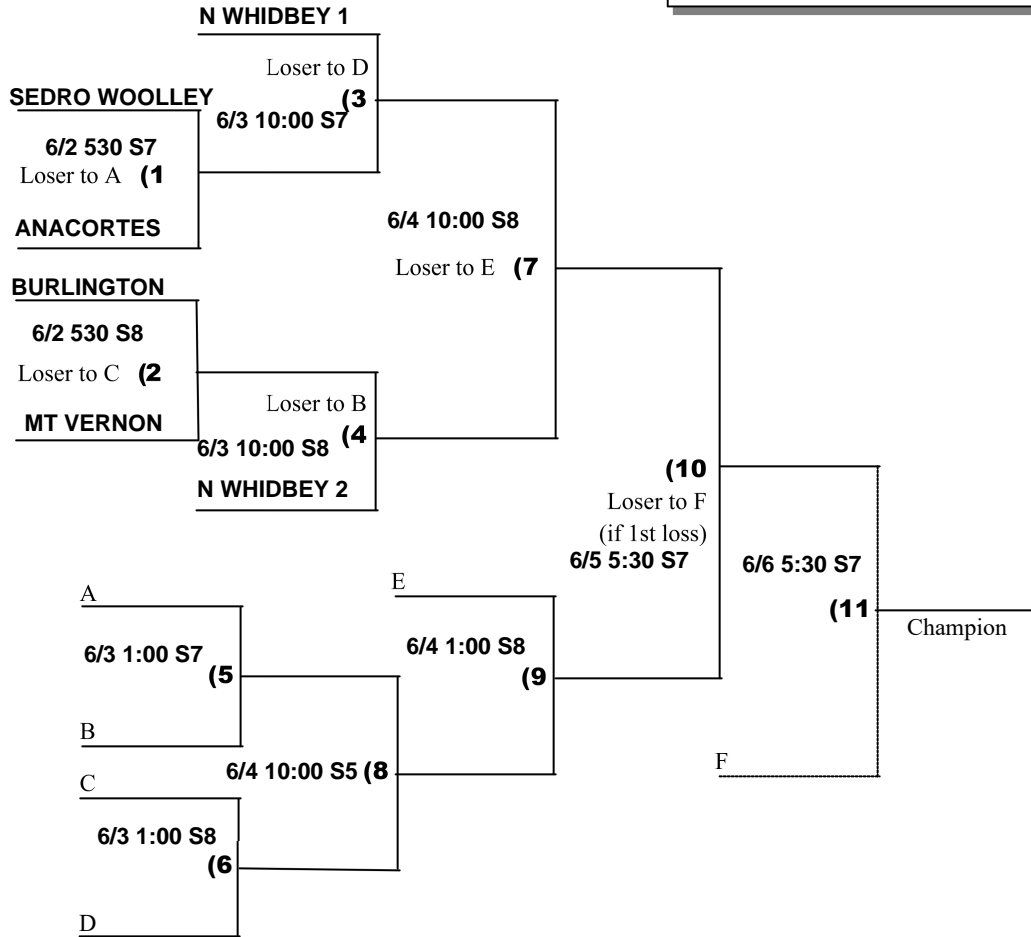 N WHIDBEY 1
Loser to D
(3
6/3 10:00 S7
SEDRO WOOLLEY
6/2 530 S7
Loser to A (1
ANACORTES
6/4 10:00 S8
Loser to E (7
BURLINGTON
6/2 530 S8
Loser to C (2
MT VERNON
Loser to B
(4
6/3 10:00 S8
N WHIDBEY 2
(10
Loser to F
(if 1st loss)
6/5 5:30 S7
6/6 5:30 S7
(11
Champion
F
A
6/3 1:00 S7
(5
B
E
6/4 1:00 S8
(9
6/4 10:00 S5 (8
C
6/3 1:00 S8
(6
D